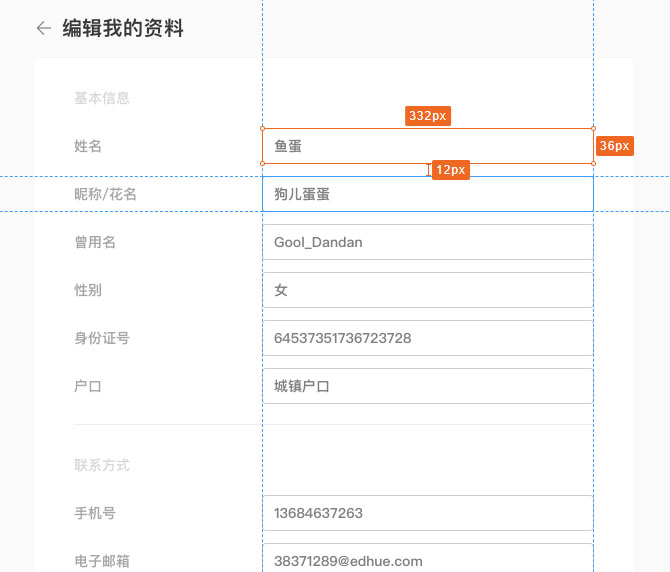 编辑我的资料
基本信息
332px
姓名 鱼蛋 36px
12px
昵称/花名 狗儿蛋蛋
曾用名 Gool_Dandan
性别 女
身份证号 64537351736723728
户口 城镇户口
联系方式
手机号 13684637263
电子邮箱 38371289@edhue.com